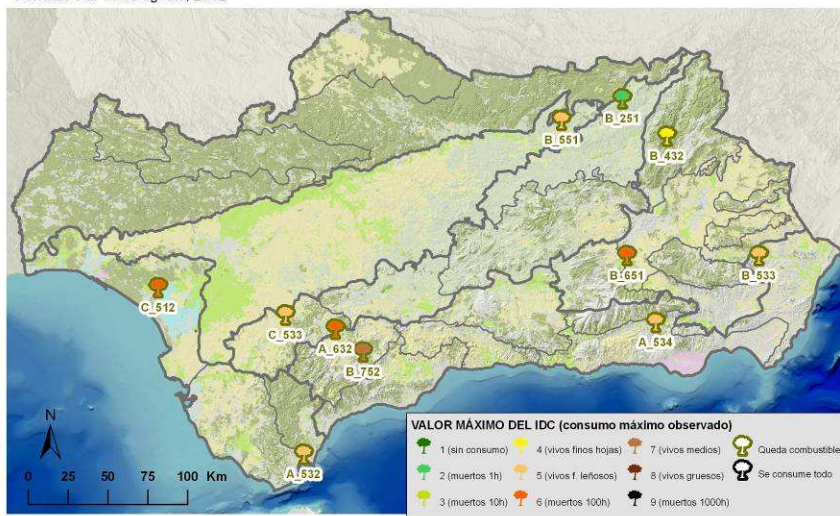 B_251
B_551
B_432
B_651
B_533
C_512
C_533
A_632
A_534
B_752
A_532
N
0 25 50 100 Km
VALOR MÁXIMO DEL IDC (consumo máximo observado)
1 (sin consumo)
4 (vivos finos hojas)
7 (vivos medios)
Queda combustible
2 (muertos 1h)
5 (vivos f. leñosos)
8 (vivos gruesos)
Se consume todo
3 (muertos 10h)
6 (muertos 100h)
9 (muertos 1000h)